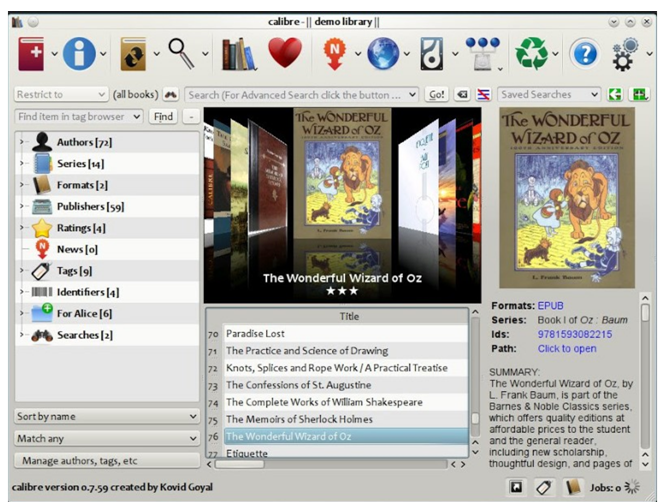 calibre - || demo library ||
Restrict to
(all books)
Search (For Advanced Search click the button ...
Go!
Saved Searches
Find item in tag browser
Find
-
Authors [72]
Series [14]
Formats [2]
Publishers [59]
Ratings [4]
News [0]
Tags [9]
Identifiers [4]
For Alice [6]
Searches [2]
Sort by name
Match any
Manage authors, tags, etc
The WONDERFUL
WIZARD of OZ
100TH ANNIVERSARY EDITION
L. Frank Baum
The Wonderful Wizard of Oz
★★★
Title
70 Paradise Lost
71 The Practice and Science of Drawing
72 Knots, Splices and Rope Work / A Practical Treatise
73 The Confessions of St. Augustine
74 The Complete Works of William Shakespeare
75 The Memoirs of Sherlock Holmes
76 The Wonderful Wizard of Oz
77 Etiquette
The WONDERFUL
WIZARD of OZ
100TH ANNIVERSARY EDITION
L. Frank Baum
Formats: EPUB
Series: Book I of Oz : Baum
Ids: 9781593082215
Path: Click to open
SUMMARY:
The Wonderful Wizard of Oz, by
L. Frank Baum, is part of the
Barnes & Noble Classics series,
which offers quality editions at
affordable prices to the student
and the general reader,
including new scholarship,
thoughtful design, and pages of
calibre version 0.7.59 created by Kovid Goyal
Jobs: 0